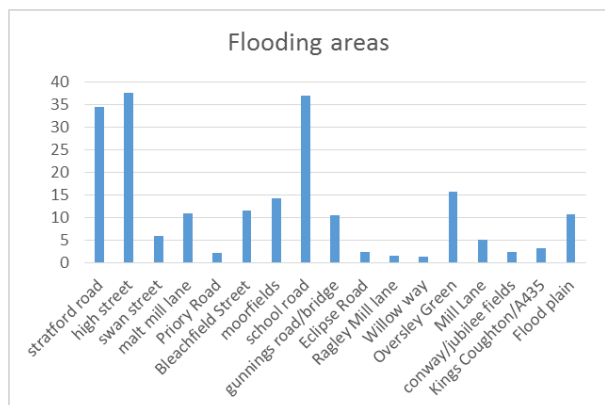 Flooding areas
40
35
30
25
20
15
10
5
0
stratford road
high street
swan street
malt mill lane
Priory Road
Bleachfield Street
moorfields
school road
gunnings road/bridge
Eclipse Road
Ragley Mill lane
Willow way
Oversley Green
Mill Lane
conway/jubilee fields
Kings Coughton/A435
Flood plain